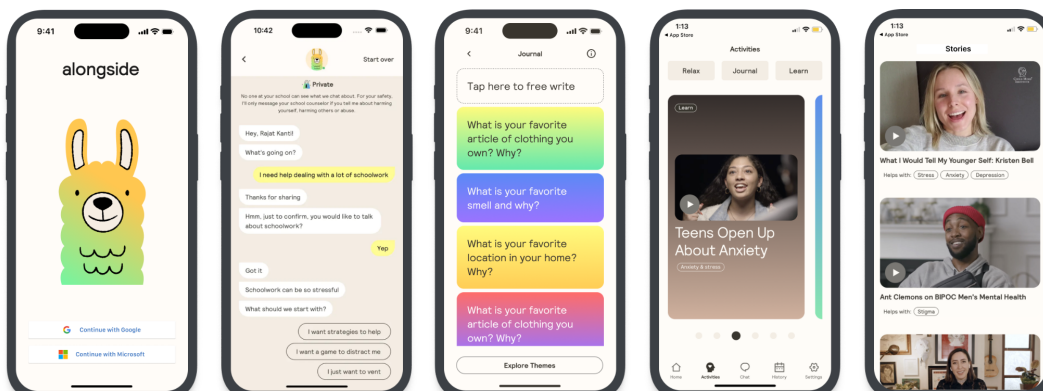 9:41
alongside
Continue with Google
Continue with Microsoft
10:42
Start over
Private
No one at your school can see what we chat about. For your safety,
I'll only message your school counselor if you tell me about harming
yourself, harming others or abuse.
Hey, Rajat Kanti!
What's going on?
I need help dealing with a lot of schoolwork
Thanks for sharing
Hmm, just to confirm, you would like to talk
about schoolwork?
Yep
Got it
Schoolwork can be so stressful!
What should we start with?
I want strategies to help
I want a game to distract me
I just want to vent
9:41
Journal
Tap here to free write
What is your favorite
article of clothing you
own? Why?
What is your favorite
smell and why?
What is your favorite
location in your home?
Why?
What is your favorite
article of clothing you
own? Why?
Explore Themes
1:13
App Store
Activities
Relax
Journal
Learn
Learn
Teens Open Up
About Anxiety
Anxiety & stress
Home
Activities
Chat
History
Settings
1:13
App Store
Stories
What I Would Tell My Younger Self: Kristen Bell
Helps with: Stress Anxiety Depression
Ant Clemons on BIPOC Men's Mental Health
Helps with: Stigma